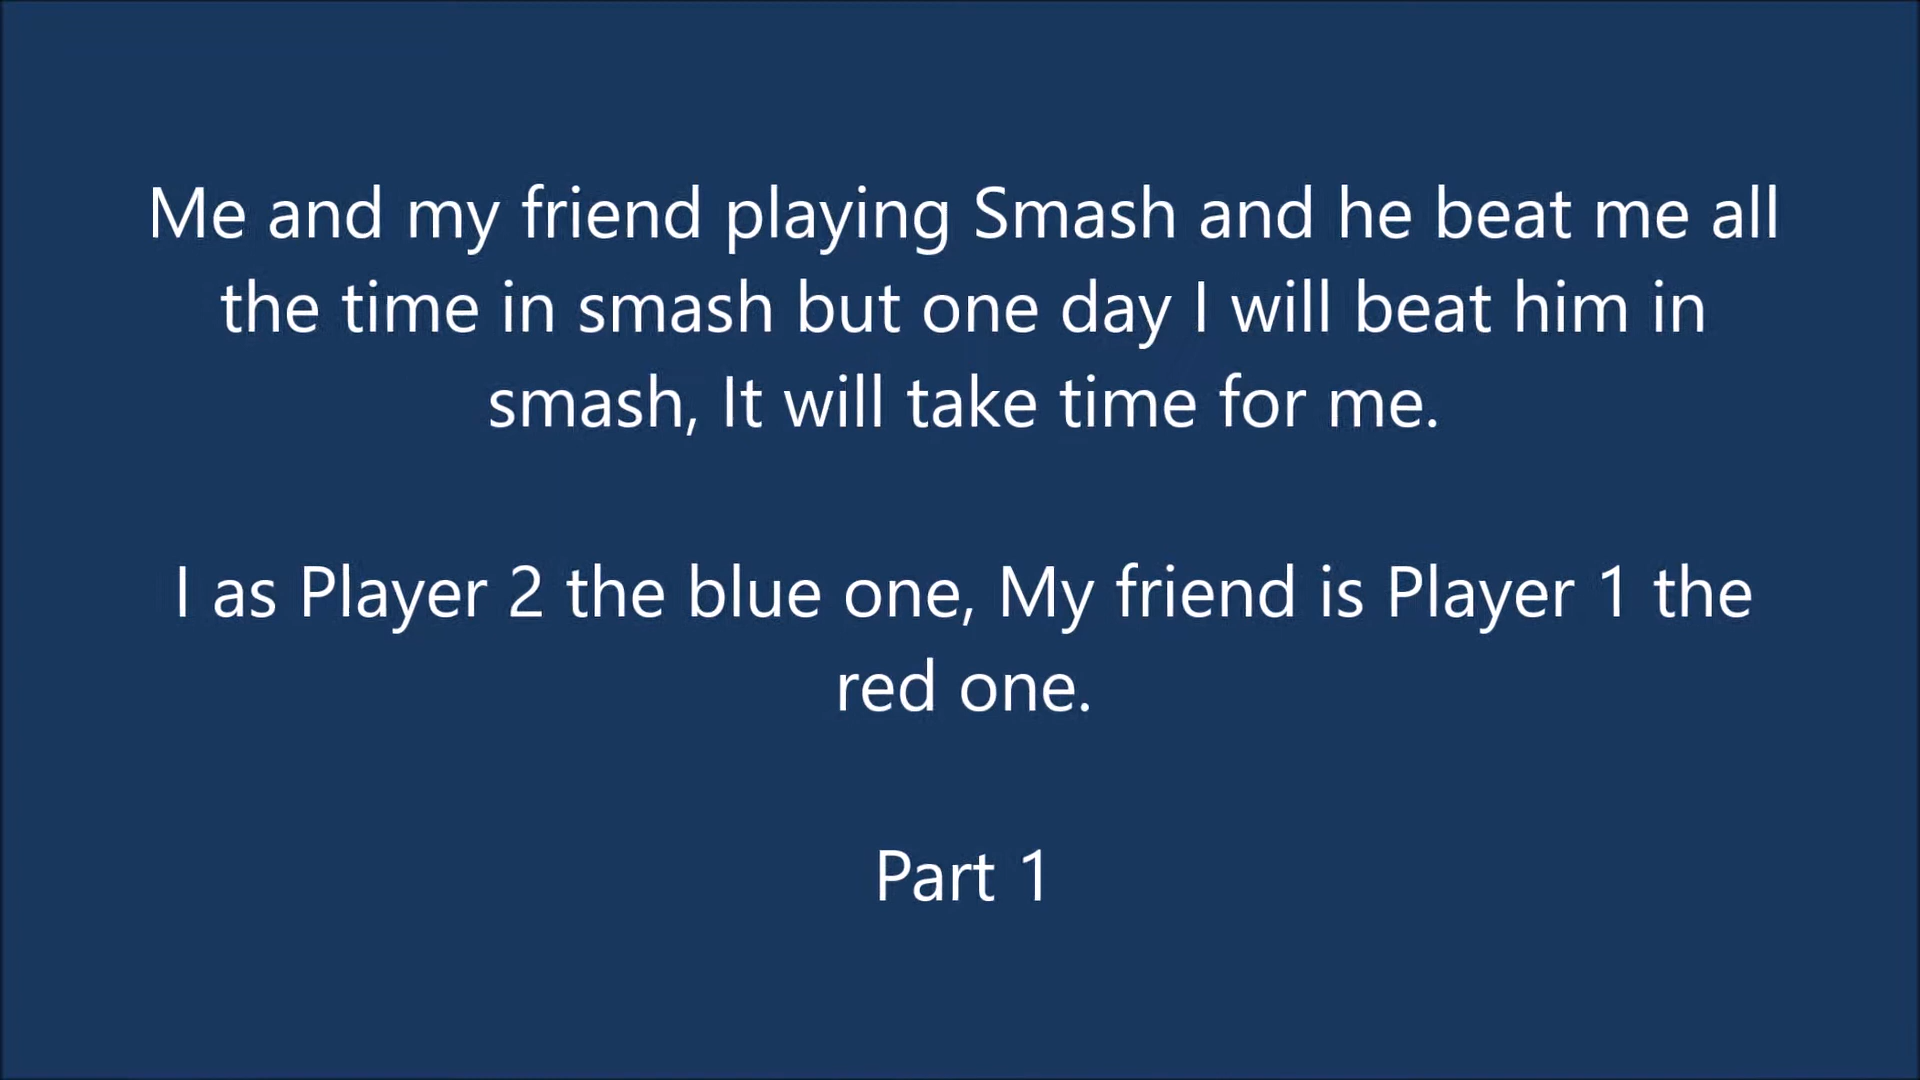 Me and my friend playing Smash and he beat me all
the time in smash but one day I will beat him in
smash, It will take time for me.
I as Player 2 the blue one, My friend is Player 1 the
red one.
Part 1